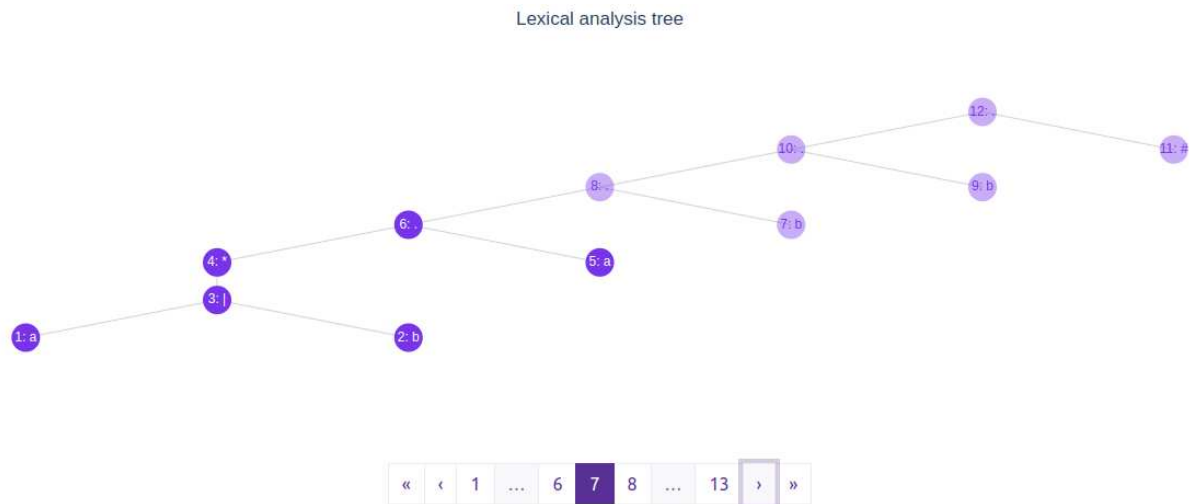 Lexical analysis tree
12: .
10: .
11: #
8: .
9: b
6: .
7: b
4: *
5: a
3: |
1: a
2: b
« ‹ 1 ... 6 7 8 ... 13 › »